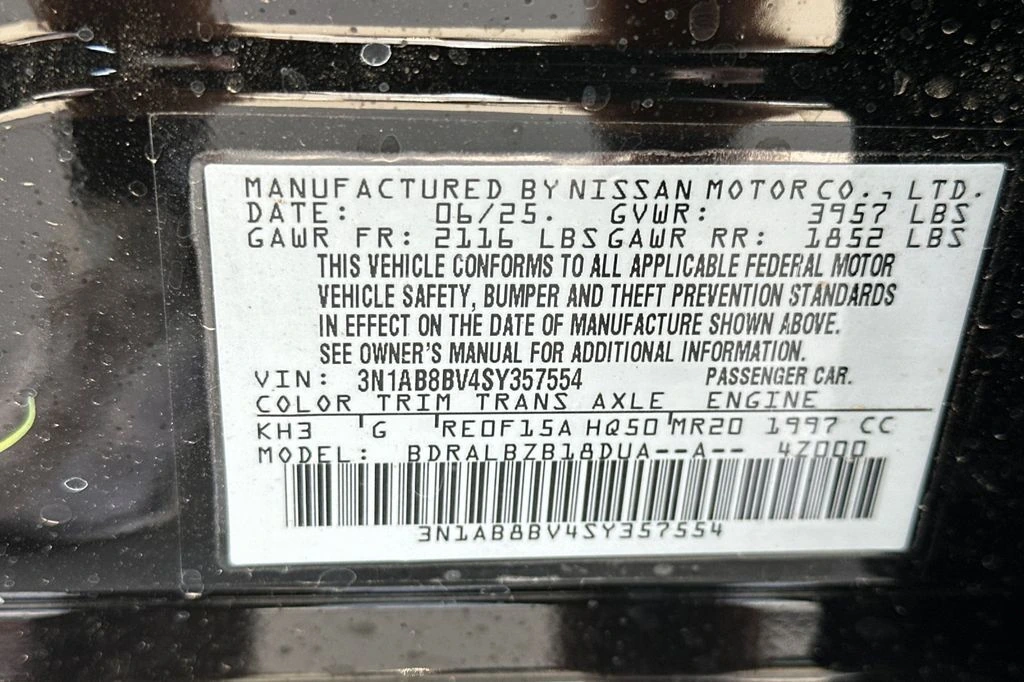 MANUFACTURED BY NISSAN MOTOR CO., LTD.
DATE: 06/25. GVWR: 3957 LBS
GAWR FR: 2116 LBS GAWR RR: 1852 LBS
THIS VEHICLE CONFORMS TO ALL APPLICABLE FEDERAL MOTOR
VEHICLE SAFETY, BUMPER AND THEFT PREVENTION STANDARDS
IN EFFECT ON THE DATE OF MANUFACTURE SHOWN ABOVE.
SEE OWNER'S MANUAL FOR ADDITIONAL INFORMATION.
VIN: 3N1AB8BV4SY357554 PASSENGER CAR.
COLOR TRIM TRANS AXLE ENGINE
KH3 G RE0F15A HQ50 MR20 1997 CC
MODEL: BDRALBZB18DUA--A-- 4Z000
3N1AB8BV4SY357554